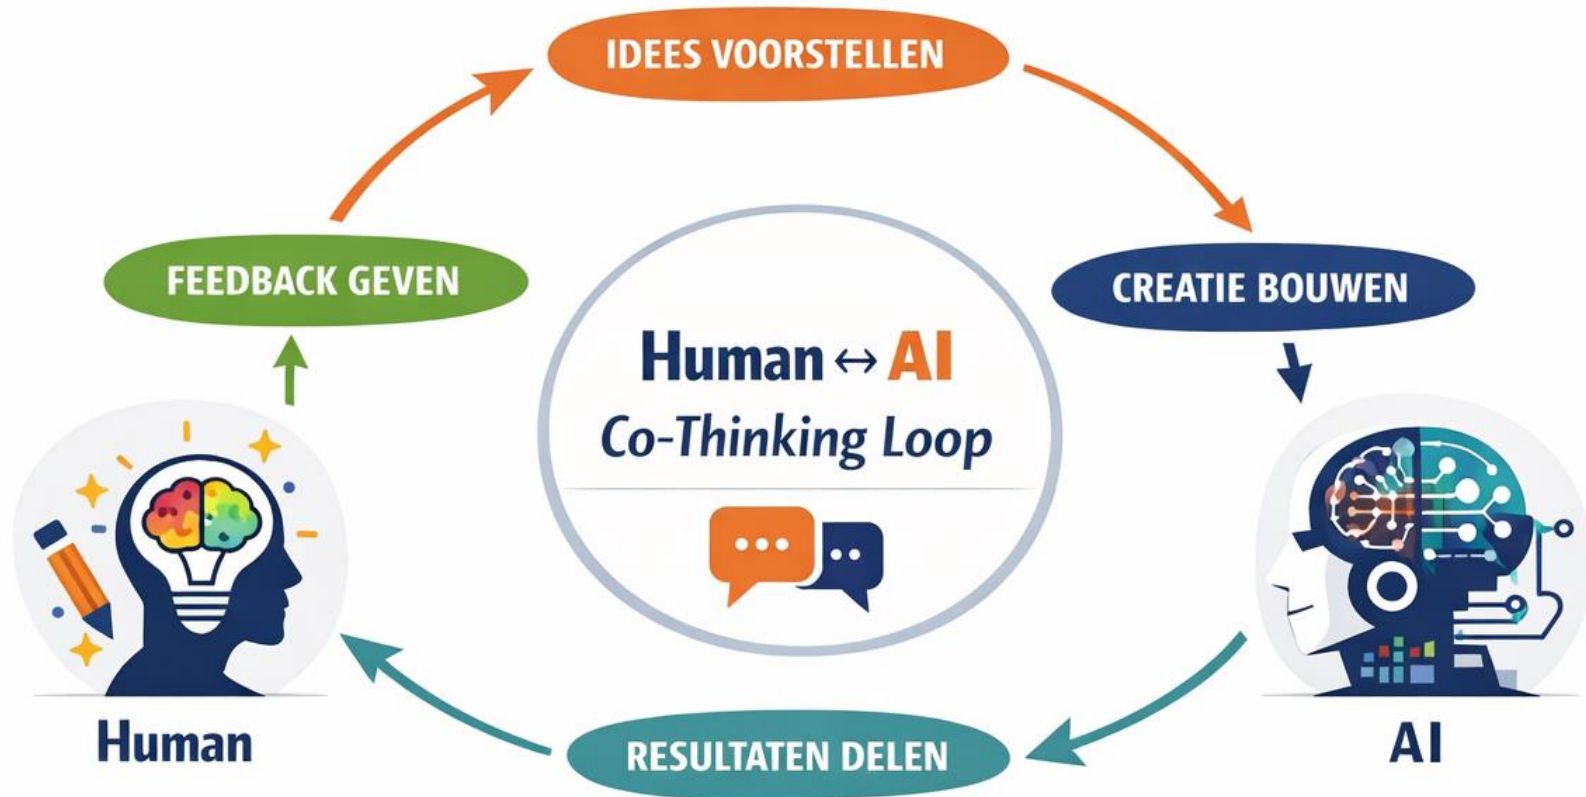 IDEES VOORSTELLEN
FEEDBACK GEVEN
CREATIE BOUWEN
Human ↔ AI
Co-Thinking Loop
Human
AI
RESULTATEN DELEN